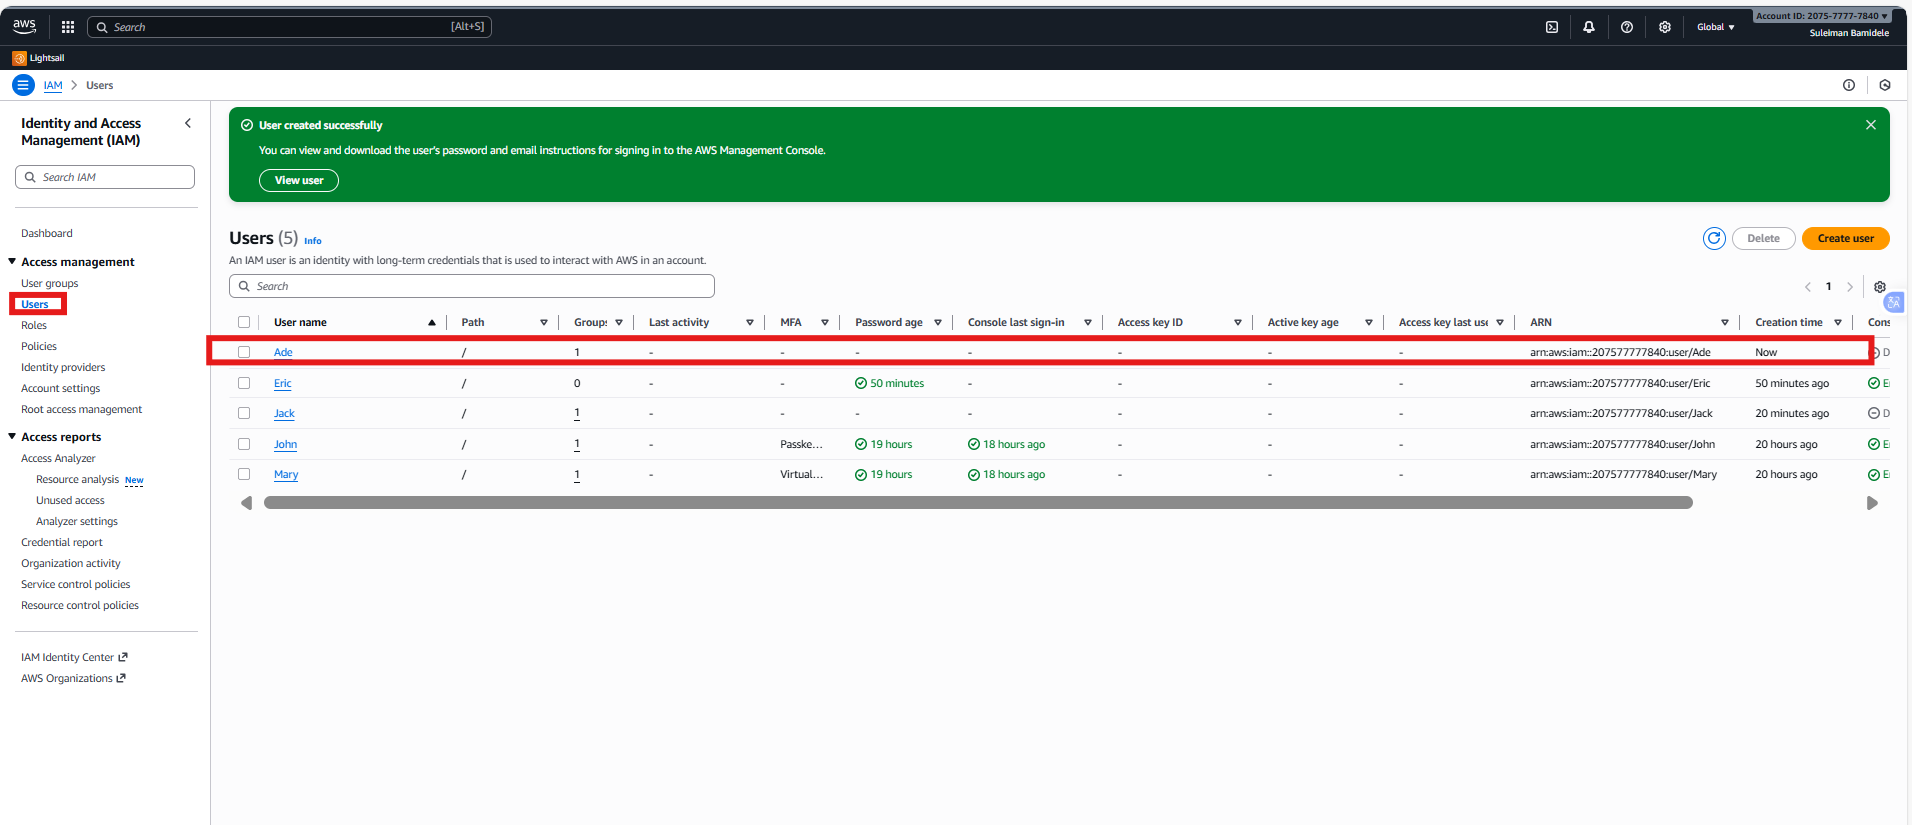 aws
Search
[Alt+S]
Global
Account ID: 2075-7777-7840
Suleiman Bamidele
Lightsail
IAM
Users
Identity and Access Management (IAM)
Search IAM
Dashboard
Access management
User groups
Users
Roles
Policies
Identity providers
Account settings
Root access management
Access reports
Access Analyzer
Resource analysis New
Unused access
Analyzer settings
Credential report
Organization activity
Service control policies
Resource control policies
IAM Identity Center
AWS Organizations
User created successfully
You can view and download the user's password and email instructions for signing in to the AWS Management Console.
View user
Users (5) Info
Delete
Create user
An IAM user is an identity with long-term credentials that is used to interact with AWS in an account.
Search
1
User name Path Groups Last activity MFA Password age Console last sign-in Access key ID Active key age Access key last use ARN Creation time Cons
Ade / 1 - - - - - - - arn:aws:iam::207577777840:user/Ade Now D
Eric / 0 - - 50 minutes - - - - arn:aws:iam::207577777840:user/Eric 50 minutes ago E
Jack / 1 - - - - - - - arn:aws:iam::207577777840:user/Jack 20 minutes ago D
John / 1 - Passke... 19 hours 18 hours ago - - - arn:aws:iam::207577777840:user/John 20 hours ago E
Mary / 1 - Virtual... 19 hours 18 hours ago - - - arn:aws:iam::207577777840:user/Mary 20 hours ago E